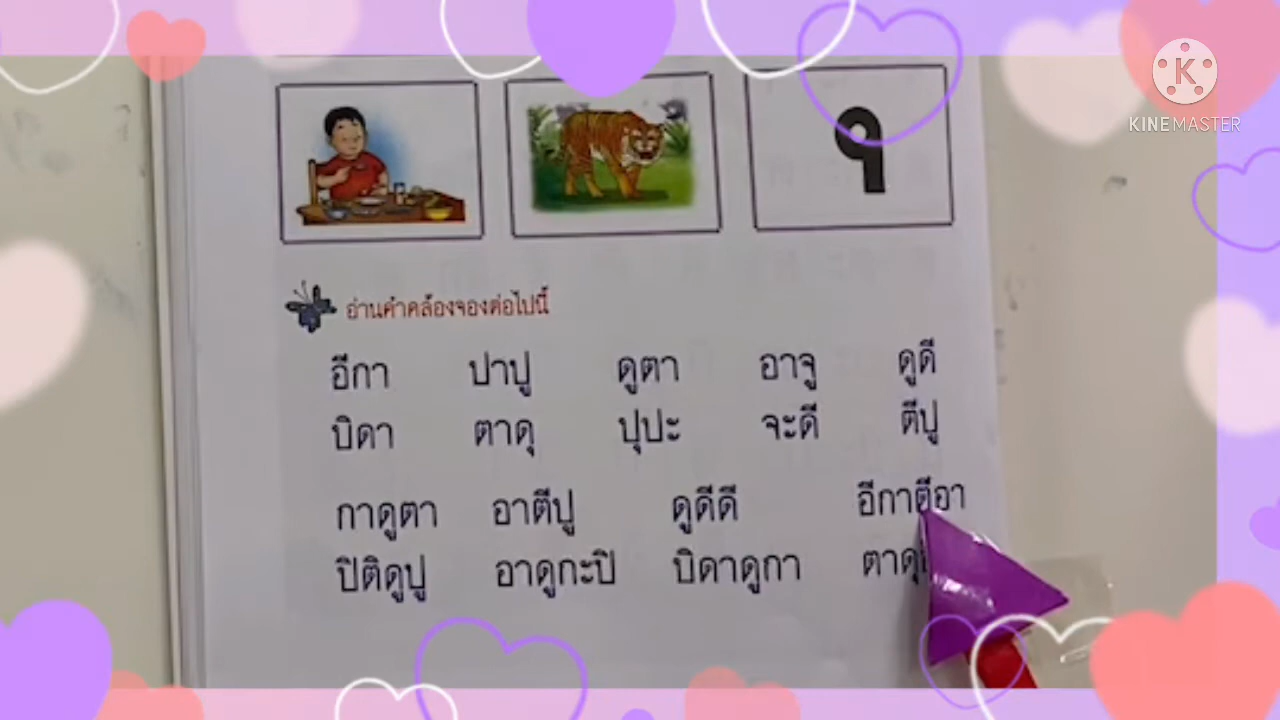 K
KINEMASTER
ๆ
อ่านคำคล้องจองต่อไปนี้
อีกา ปาปู ดูตา อาจู ดูดี
บิดา ตาดุ ปุปะ จะดี ตีปู
กาดูตา อาตีปู ดูดีดี อีกาตีอา
ปิติดูปู อาดูกะปิ บิดาดูกา